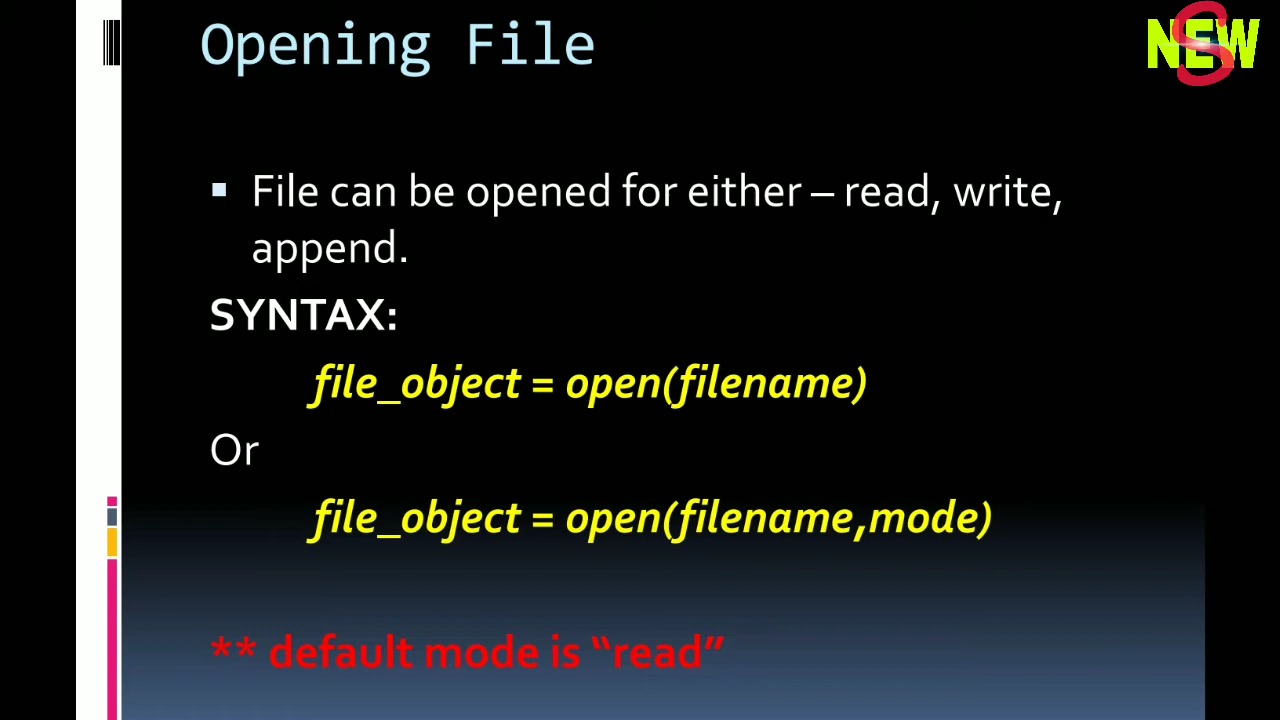 Opening File
NEW
S
File can be opened for either – read, write,
append.
SYNTAX:
file_object = open(filename)
Or
file_object = open(filename,mode)
** default mode is “read”